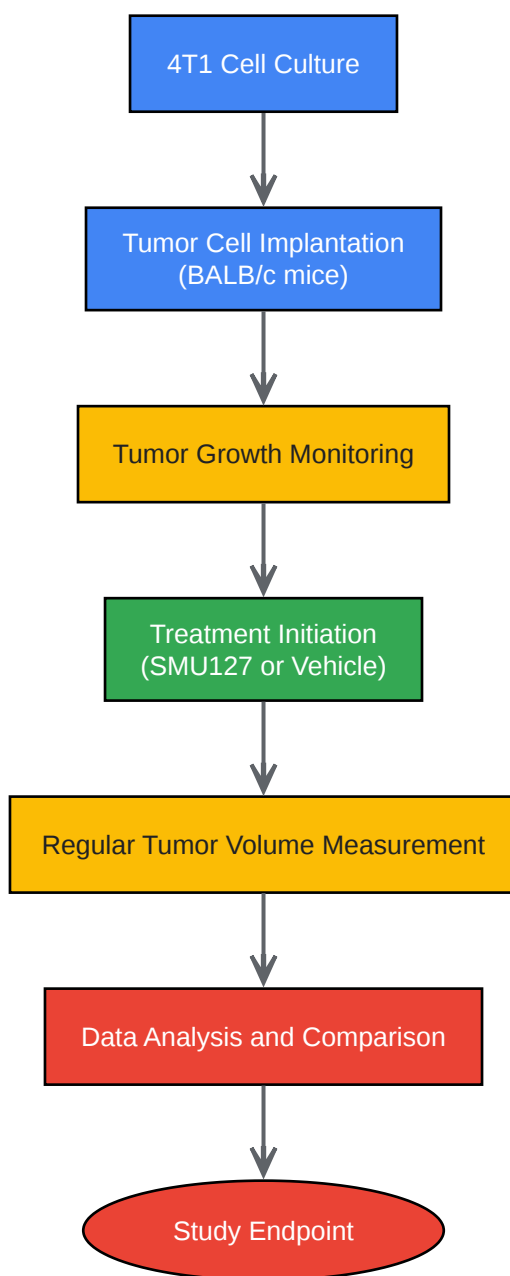 4T1 Cell Culture
Tumor Cell Implantation
(BALB/c mice)
Tumor Growth Monitoring
Treatment Initiation
(SMU127 or Vehicle)
Regular Tumor Volume Measurement
Data Analysis and Comparison
Study Endpoint